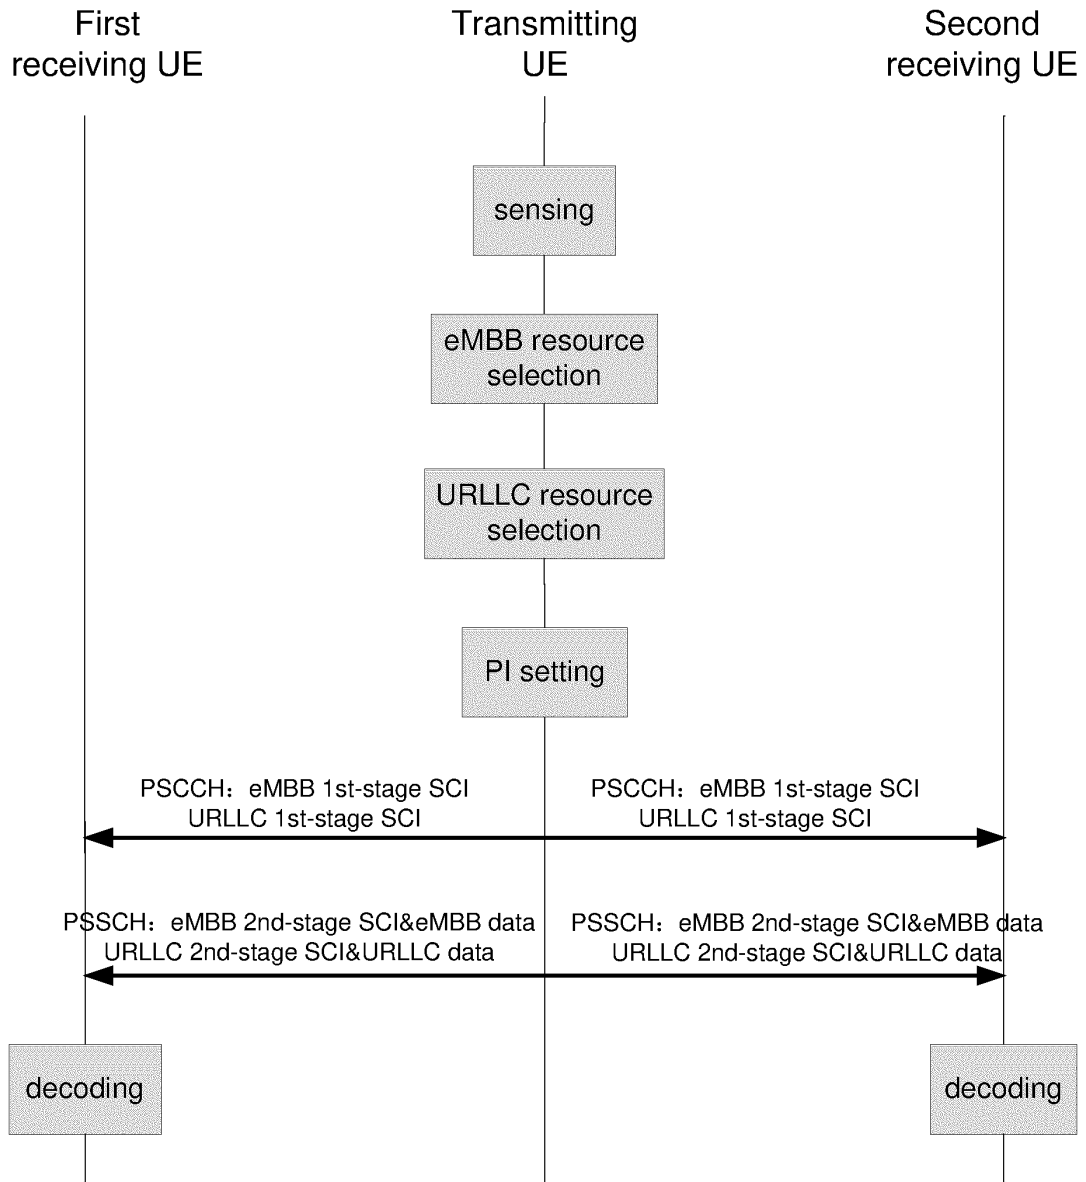 First
receiving UE
Transmitting
UE
Second
receiving UE
sensing
eMBB resource
selection
URLLC resource
selection
PI setting
PSCCH：eMBB 1st-stage SCI
URLLC 1st-stage SCI
PSCCH：eMBB 1st-stage SCI
URLLC 1st-stage SCI
PSSCH：eMBB 2nd-stage SCI&eMBB data
URLLC 2nd-stage SCI&URLLC data
PSSCH：eMBB 2nd-stage SCI&eMBB data
URLLC 2nd-stage SCI&URLLC data
decoding
decoding